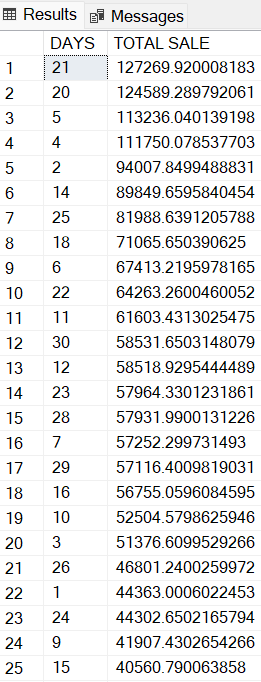 Results Messages
DAYS TOTAL SALE
1 21 127269.920008183
2 20 124589.289792061
3 5 113236.040139198
4 4 111750.078537703
5 2 94007.8499488831
6 14 89849.6595840454
7 25 81988.6391205788
8 18 71065.650390625
9 6 67413.2195978165
10 22 64263.2600460052
11 11 61603.4313025475
12 30 58531.6503148079
13 12 58518.9295444489
14 23 57964.3301231861
15 28 57931.9900131226
16 7 57252.299731493
17 29 57116.4009819031
18 16 56755.0596084595
19 10 52504.5798625946
20 3 51376.6099529266
21 26 46801.2400259972
22 1 44363.0006022453
23 24 44302.6502165794
24 9 41907.4302654266
25 15 40560.790063858